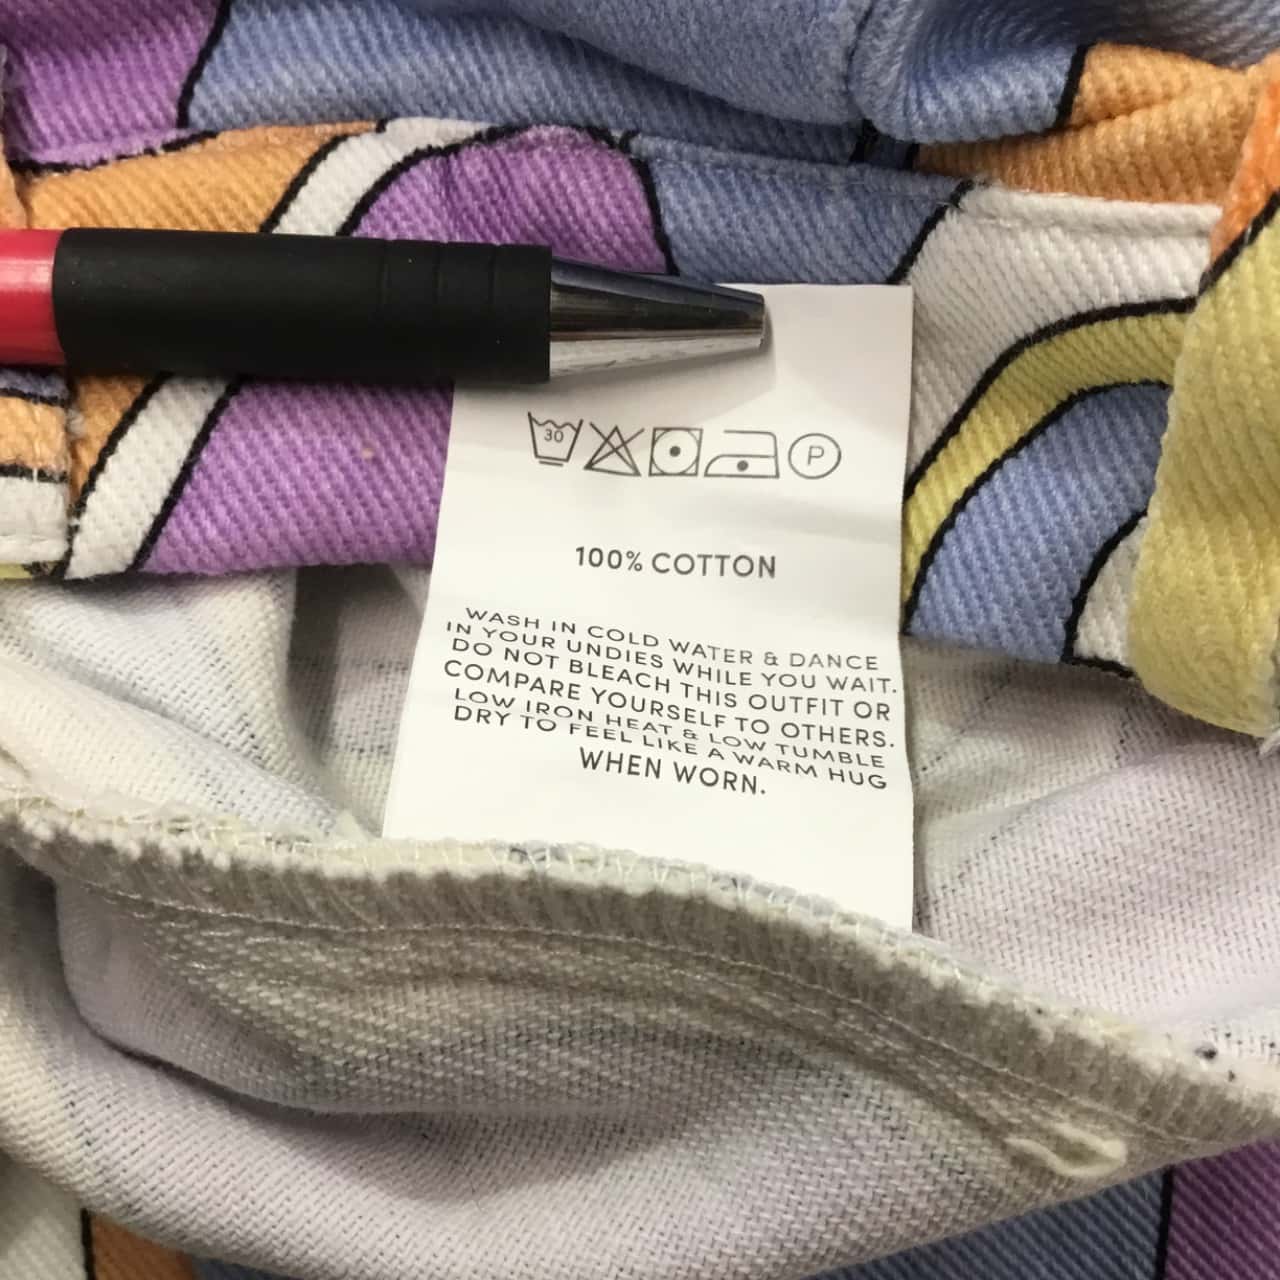 30
P
100% COTTON
WASH IN COLD WATER & DANCE
IN YOUR UNDIES WHILE YOU WAIT.
DO NOT BLEACH THIS OUTFIT OR
COMPARE YOURSELF TO OTHERS.
LOW IRON HEAT & LOW TUMBLE
DRY TO FEEL LIKE A WARM HUG
WHEN WORN.